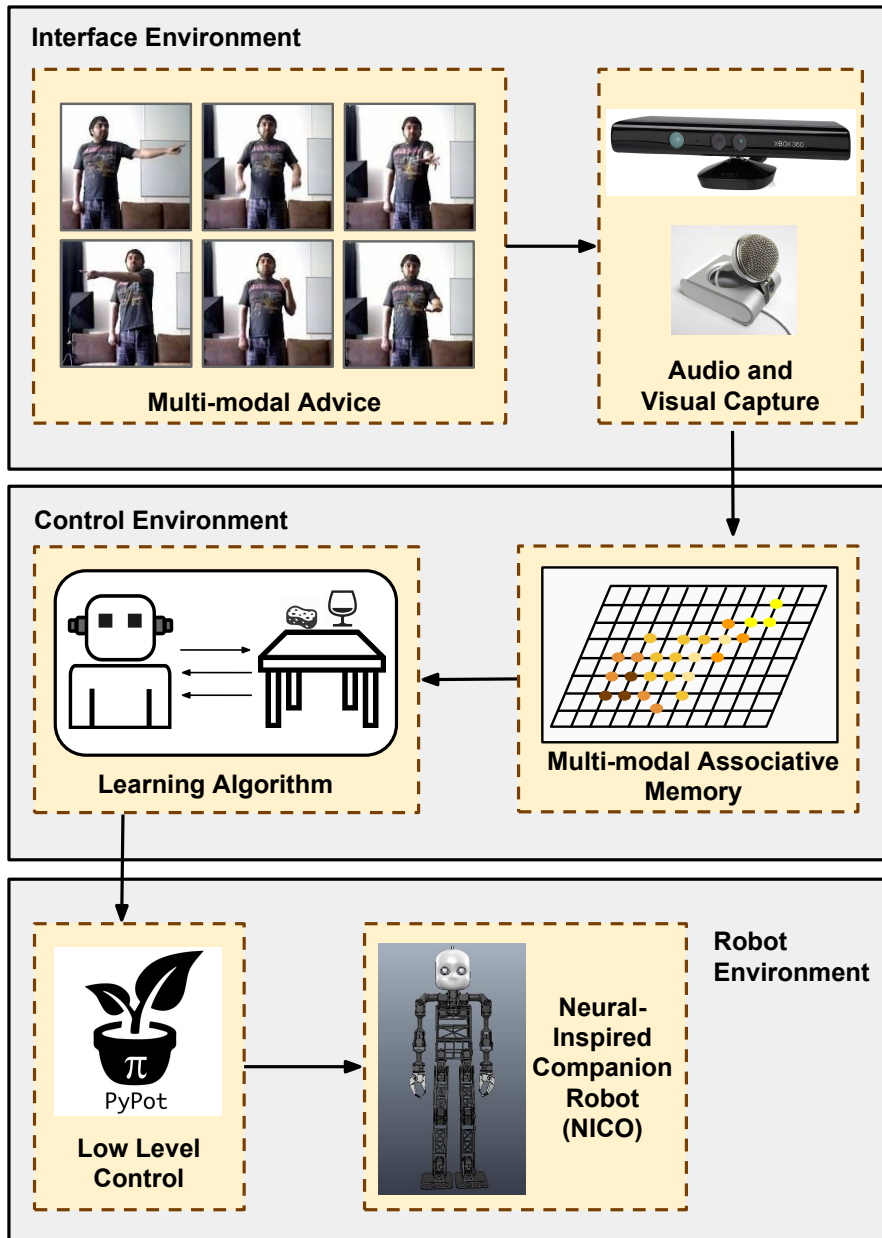 Interface Environment
Multi-modal Advice
XBOX 360
Audio and
Visual Capture
Control Environment
Learning Algorithm
Multi-modal Associative
Memory
Robot
Environment
π
PyPot
Low Level
Control
Neural-
Inspired
Companion
Robot
(NICO)